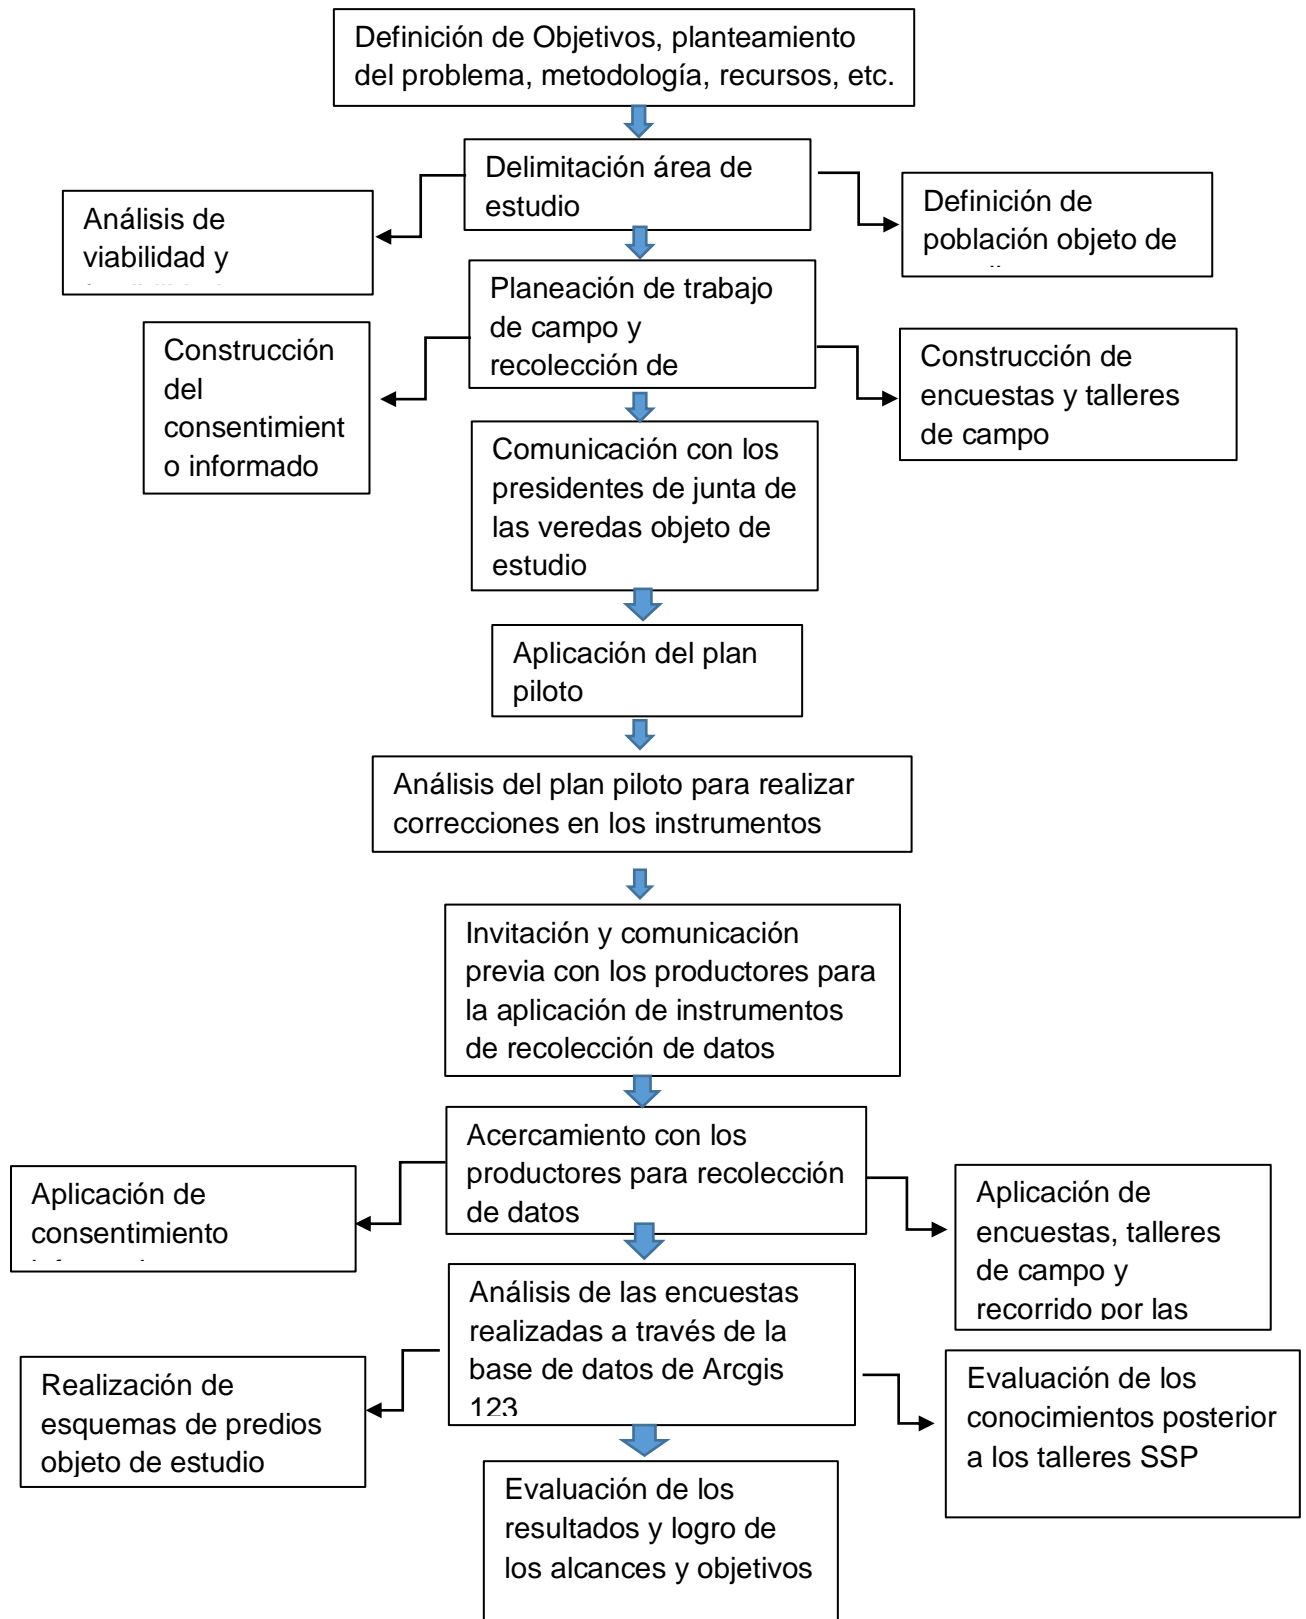 Definición de Objetivos, planteamiento
del problema, metodología, recursos, etc.
Delimitación área de
estudio
Análisis de
viabilidad y
Definición de
población objeto de
Planeación de trabajo
de campo y
recolección de
Construcción
del
consentimient
o informado
Construcción de
encuestas y talleres
de campo
Comunicación con los
presidentes de junta de
las veredas objeto de
estudio
Aplicación del plan
piloto
Análisis del plan piloto para realizar
correcciones en los instrumentos
Invitación y comunicación
previa con los productores para
la aplicación de instrumentos
de recolección de datos
Acercamiento con los
productores para recolección
de datos
Aplicación de
consentimiento
Aplicación de
encuestas, talleres
de campo y
recorrido por las
Análisis de las encuestas
realizadas a través de la
base de datos de Arcgis
123
Realización de
esquemas de predios
objeto de estudio
Evaluación de los
conocimientos posterior
a los talleres SSP
Evaluación de los
resultados y logro de
los alcances y objetivos